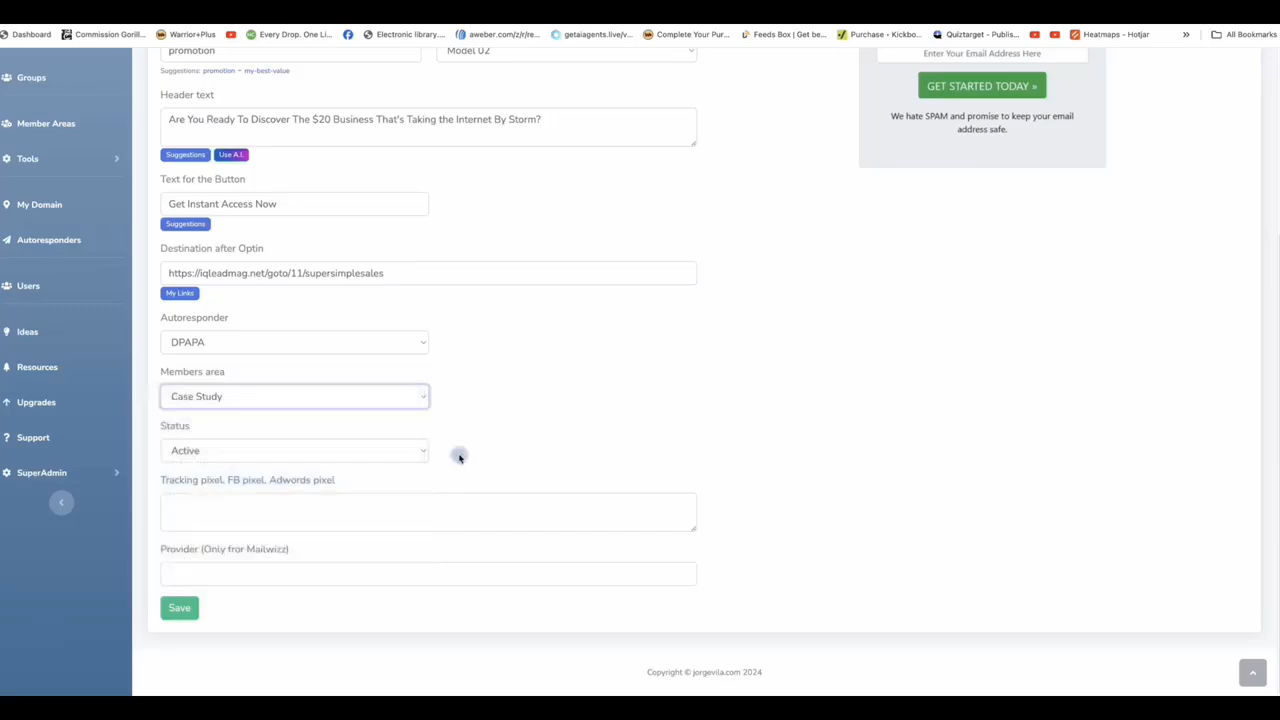 Dashboard Commission Gorill... Warrior+Plus Every Drop. One Li... Electronic library.... aweber.com/z/r/re... getaiagents.live/v... Complete Your Pur... Feeds Box | Get be... Purchase - Kickbo... Quiztarget - Publis... Heatmaps - Hotjar » All Bookmarks
promotion
Model 02
Suggestions: promotion - my-best-value
Header text
Are You Ready To Discover The $20 Business That's Taking the Internet By Storm?
Suggestions Use A.I.
Text for the Button
Get Instant Access Now
Suggestions
Destination after Optin
https://iqleadmag.net/goto/11/supersimplesales
My Links
Autoresponder
DPAPA
Members area
Case Study
Status
Active
Tracking pixel, FB pixel, Adwords pixel
Provider (Only fror Mailwizz)
Save
Enter Your Email Address Here
GET STARTED TODAY »
We hate SPAM and promise to keep your email
address safe.
Groups
Member Areas
Tools
My Domain
Autoresponders
Users
Ideas
Resources
Upgrades
Support
SuperAdmin
Copyright © jorgevila.com 2024